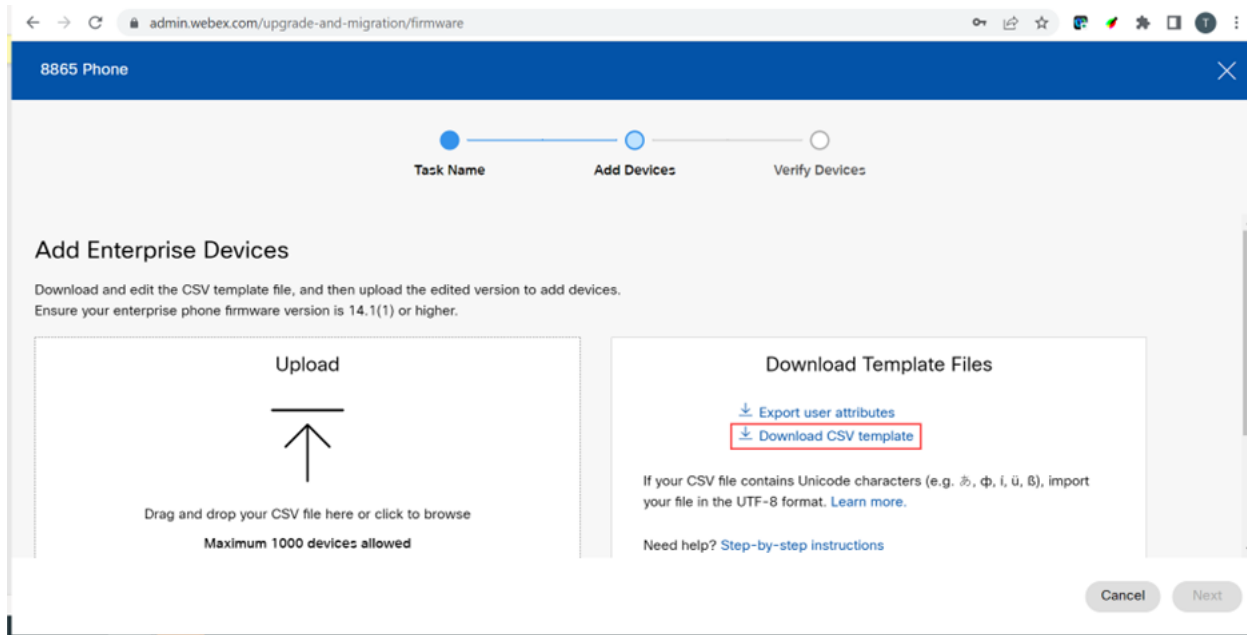 admin.webex.com/upgrade-and-migration/firmware
T
8865 Phone
Task Name
Add Devices
Verify Devices
Add Enterprise Devices
Download and edit the CSV template file, and then upload the edited version to add devices.
Ensure your enterprise phone firmware version is 14.1(1) or higher.
Upload
Drag and drop your CSV file here or click to browse
Maximum 1000 devices allowed
Download Template Files
Export user attributes
Download CSV template
If your CSV file contains Unicode characters (e.g. あ, ф, í, ü, ß), import
your file in the UTF-8 format. Learn more.
Need help? Step-by-step instructions
Cancel
Next